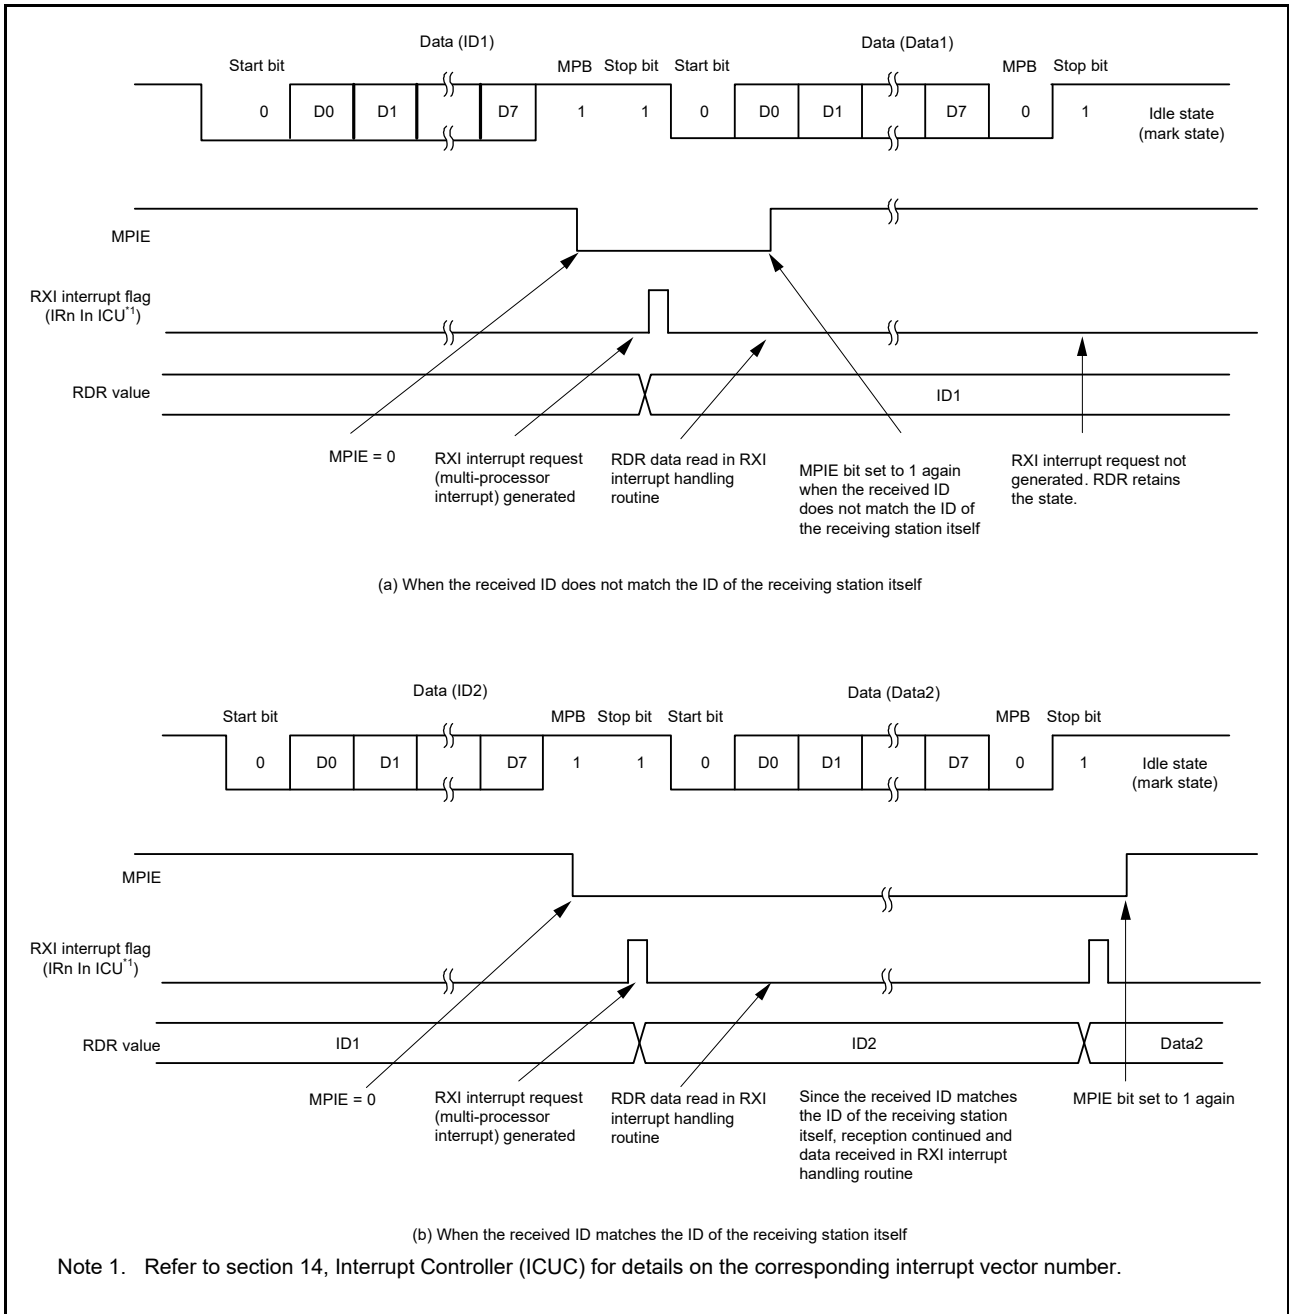 Data (ID1) Data (Data1)
Start bit MPB Stop bit Start bit MPB Stop bit
0 D0 D1 D7 1 1 0 D0 D1 D7 0 1 Idle state
(mark state)
MPIE
RXI interrupt flag
(IRn In ICU*1)
RDR value ID1
MPIE = 0
RXI interrupt request
(multi-processor
interrupt) generated
RDR data read in RXI
interrupt handling
routine
MPIE bit set to 1 again
when the received ID
does not match the ID of
the receiving station itself
RXI interrupt request not
generated. RDR retains
the state.
(a) When the received ID does not match the ID of the receiving station itself
Data (ID2) Data (Data2)
Start bit MPB Stop bit Start bit MPB Stop bit
0 D0 D1 D7 1 1 0 D0 D1 D7 0 1 Idle state
(mark state)
MPIE
RXI interrupt flag
(IRn In ICU*1)
RDR value ID1 ID2 Data2
MPIE = 0
RXI interrupt request
(multi-processor
interrupt) generated
RDR data read in RXI
interrupt handling
routine
Since the received ID matches
the ID of the receiving station
itself, reception continued and
data received in RXI interrupt
handling routine
MPIE bit set to 1 again
(b) When the received ID matches the ID of the receiving station itself
Note 1. Refer to section 14, Interrupt Controller (ICUC) for details on the corresponding interrupt vector number.